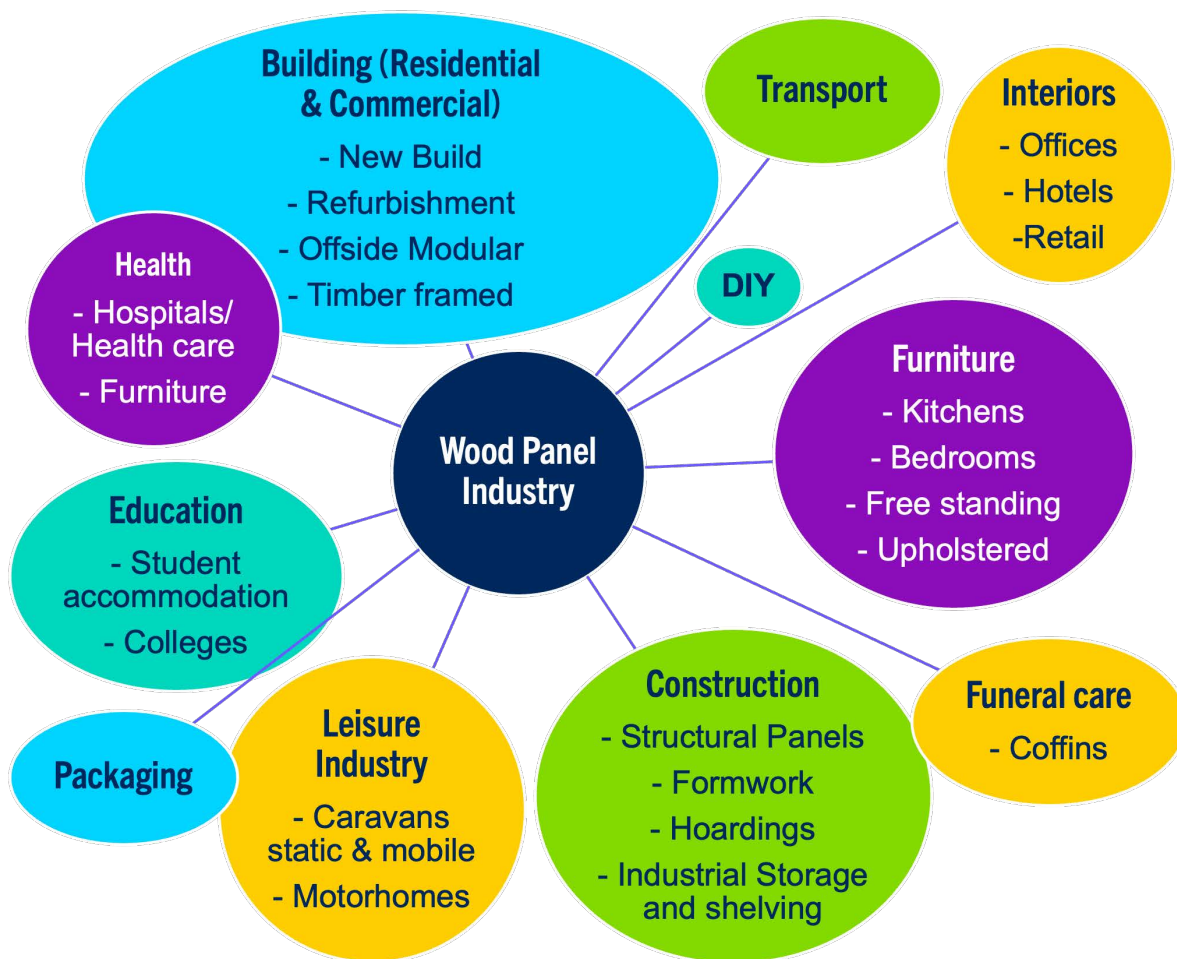 Building (Residential
& Commercial)
- New Build
- Refurbishment
- Offside Modular
- Timber framed
Transport
Interiors
- Offices
- Hotels
-Retail
Health
- Hospitals/
Health care
- Furniture
DIY
Furniture
- Kitchens
- Bedrooms
- Free standing
- Upholstered
Wood Panel
Industry
Education
- Student
accommodation
- Colleges
Packaging
Leisure
Industry
- Caravans
static & mobile
- Motorhomes
Construction
- Structural Panels
- Formwork
- Hoardings
- Industrial Storage
and shelving
Funeral care
- Coffins